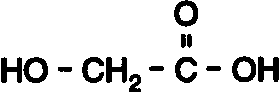 O
HO - CH₂ - C - OH